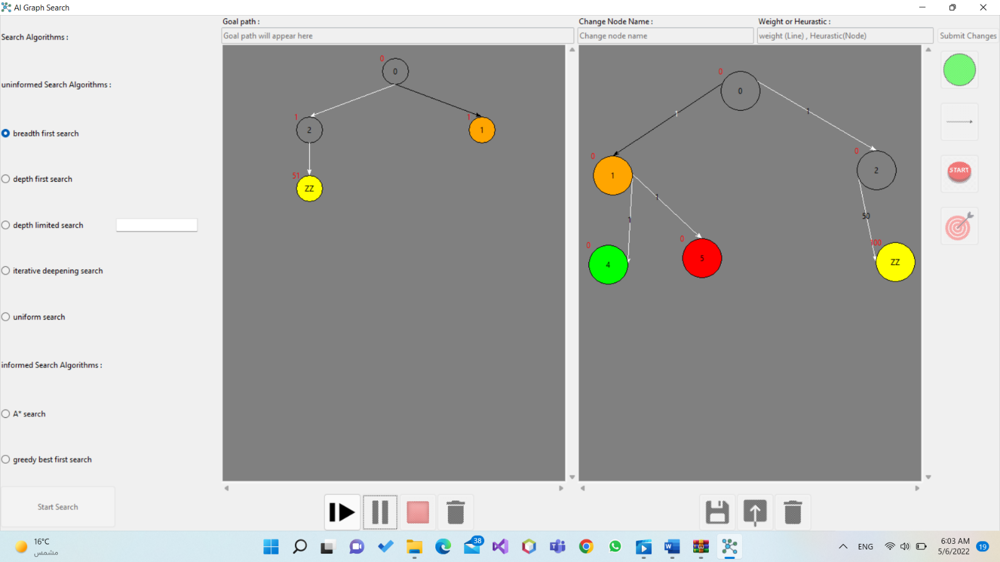 AI Graph Search
Search Algorithms :
uninformed Search Algorithms :
breadth first search
depth first search
depth limited search
iterative deepening search
uniform search
informed Search Algorithms :
A* search
greedy best first search
Start Search
Goal path :
Goal path will appear here
0
0
1
2
1
1
51
ZZ
Change Node Name :
Change node name
Weight or Heurastic :
weight (Line) , Heurastic(Node)
Submit Changes
0
0
1
1
0
1
0
2
1
1
50
0
4
0
5
100
ZZ
START
16°C
مشمس
38
ENG
6:03 AM
5/6/2022
19